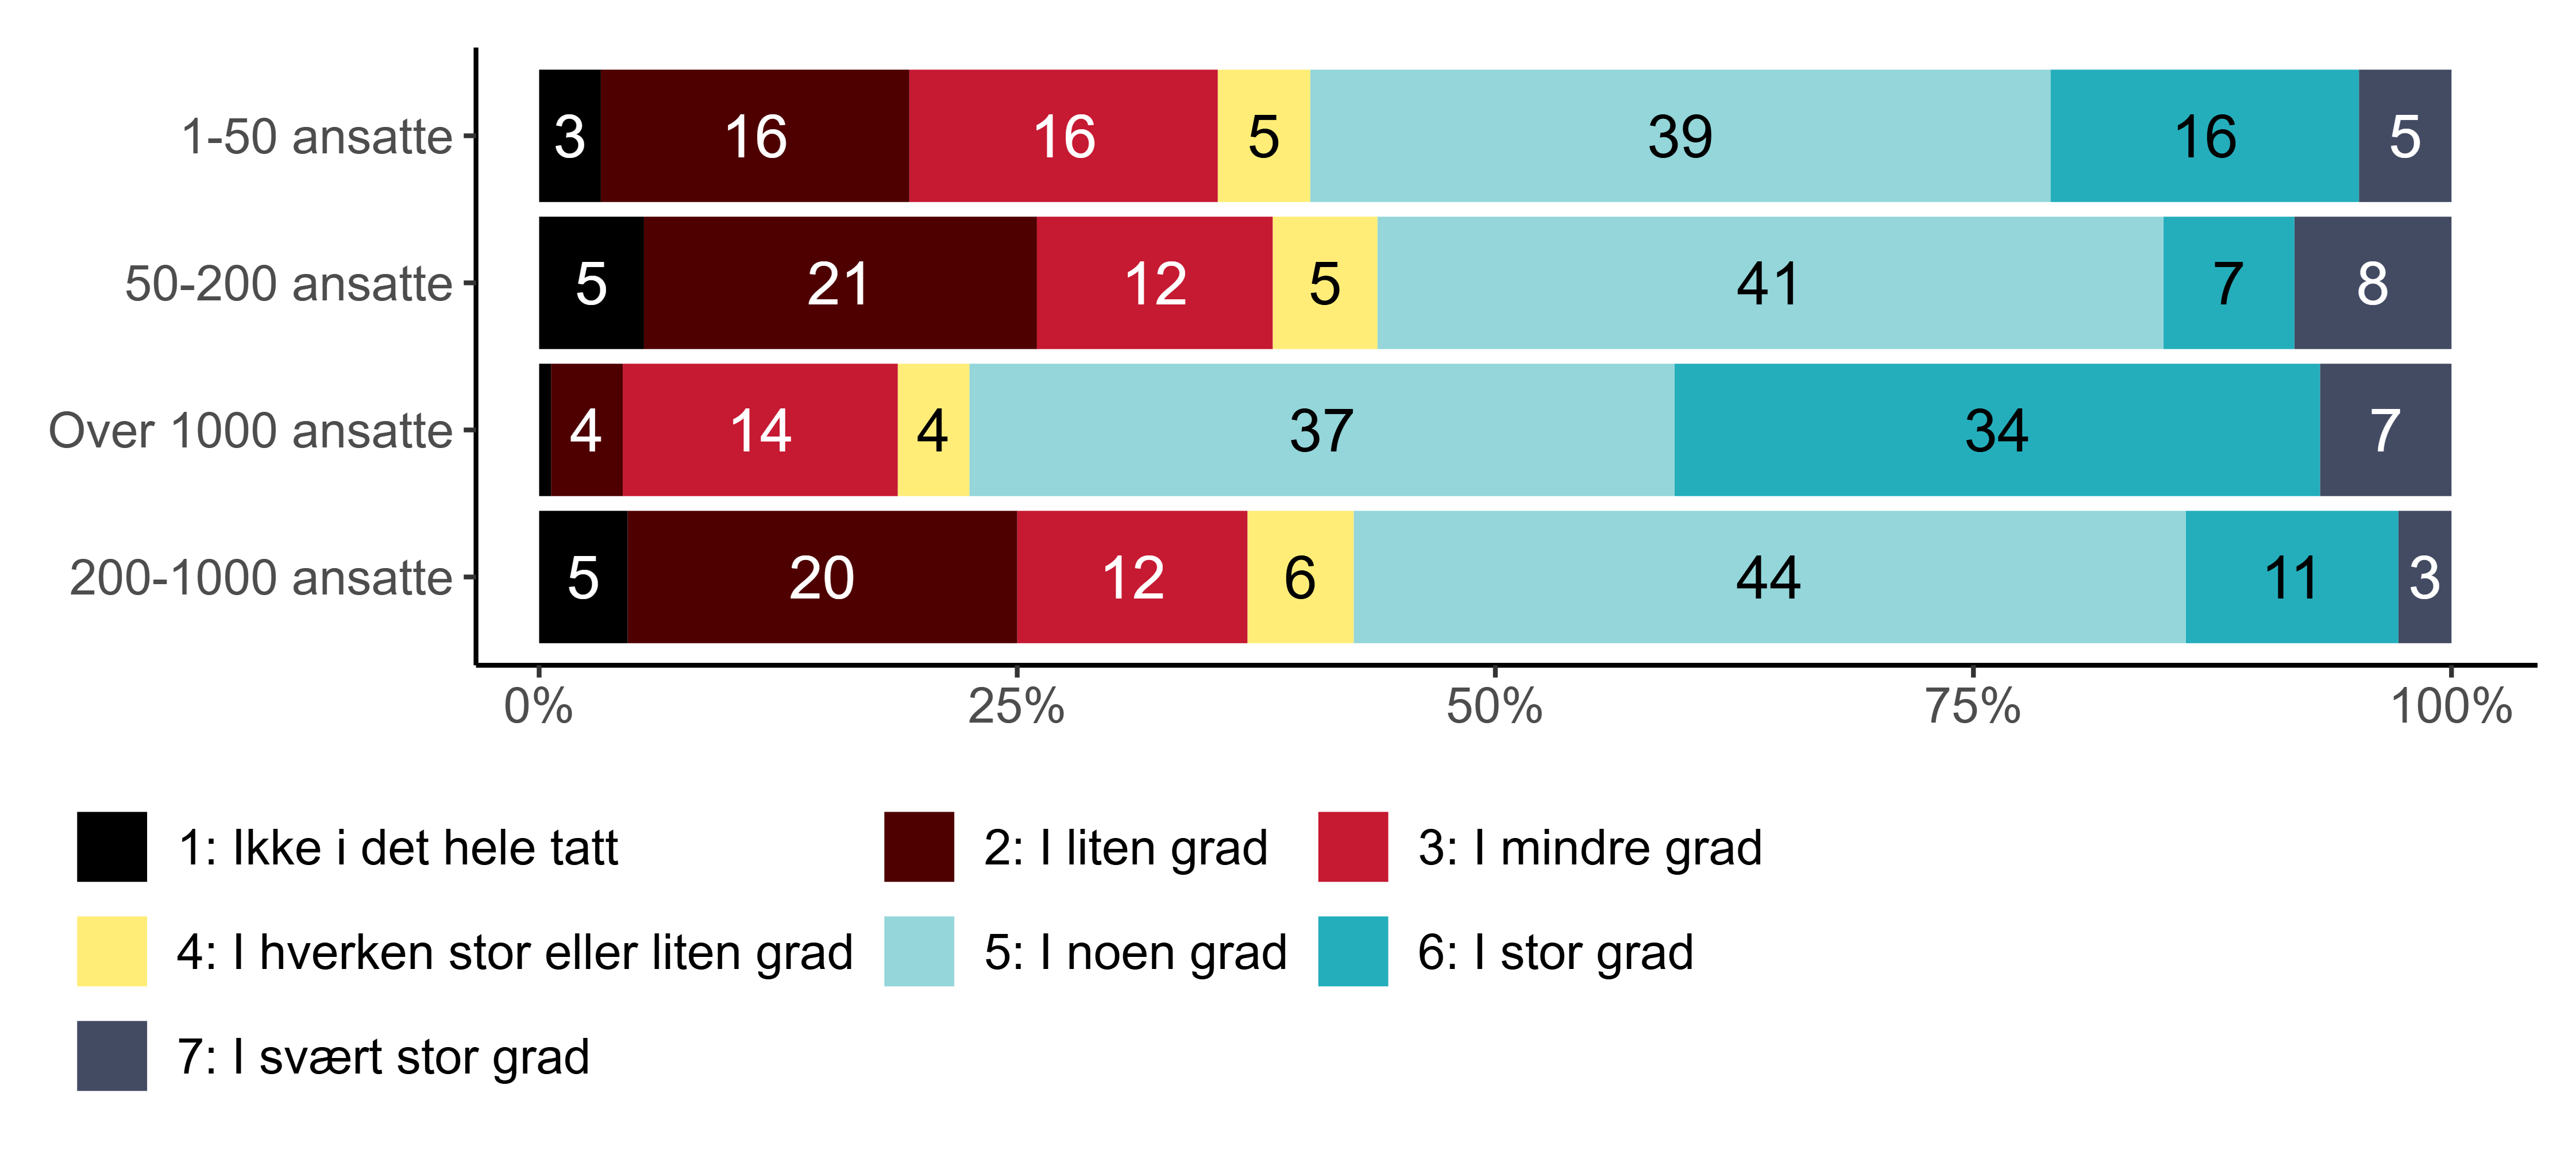 1-50 ansatte 3 16 16 5 39 16 5
50-200 ansatte 5 21 12 5 41 7 8
Over 1000 ansatte 4 14 4 37 34 7
200-1000 ansatte 5 20 12 6 44 11 3
0% 25% 50% 75% 100%
1: Ikke i det hele tatt 2: I liten grad 3: I mindre grad
4: I hverken stor eller liten grad 5: I noen grad 6: I stor grad
7: I svært stor grad